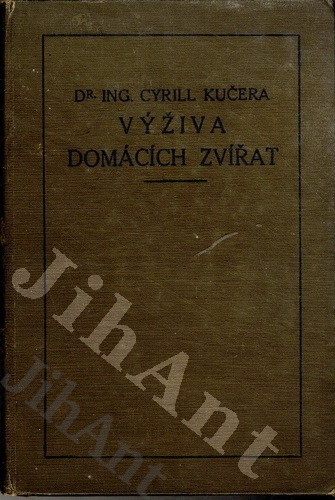 DR. ING. CYRILL KUČERA
VÝŽIVA
DOMÁCÍCH ZVÍŘAT
JihAnt
JihAnt